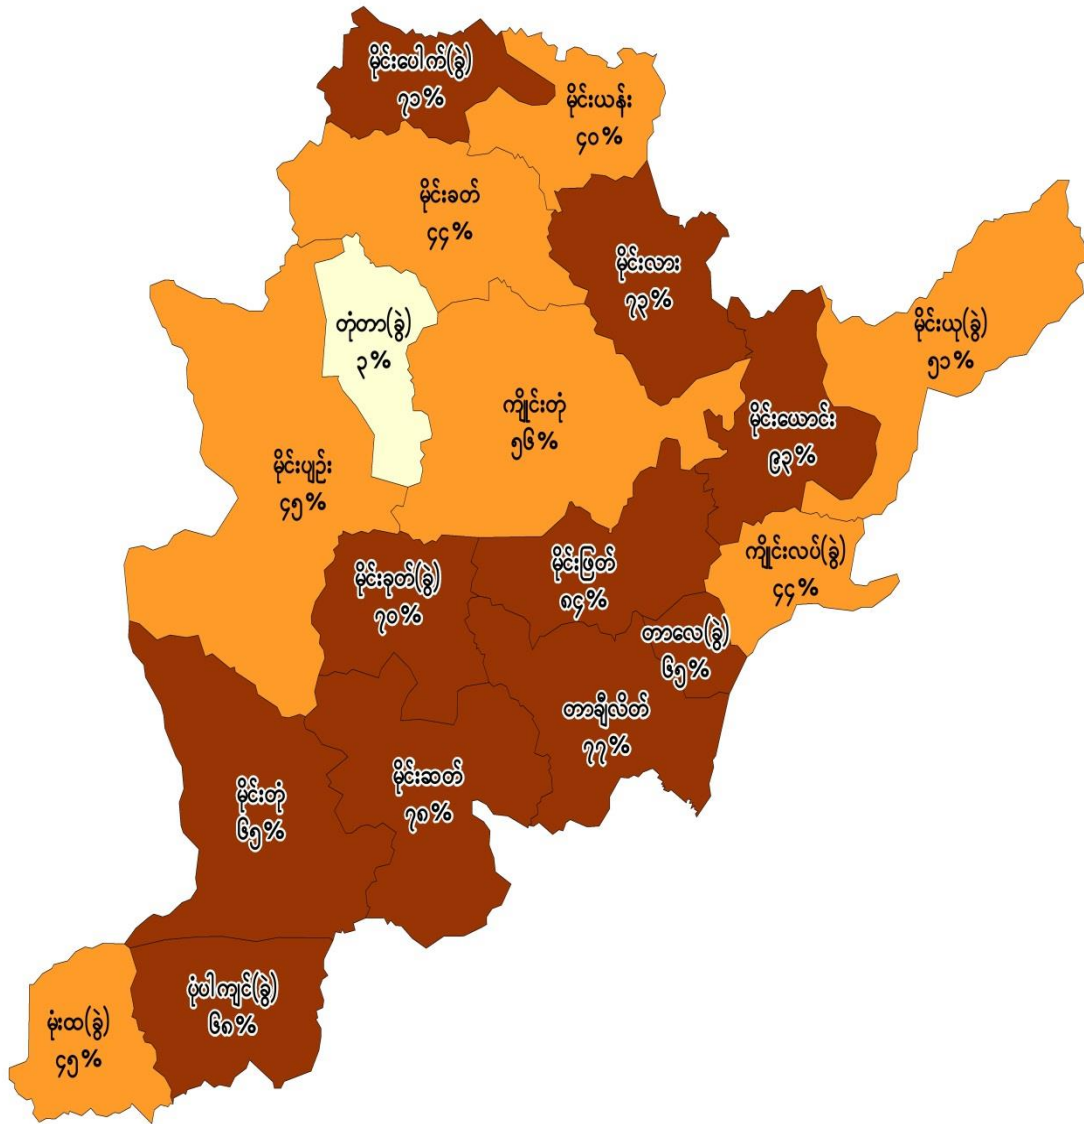 မိုင်းပေါက်(ခွဲ)
၇၁%
မိုင်းယန်း
၄၀%
မိုင်းခတ်
၄၄%
မိုင်းလား
၇၃%
တုံတာ(ခွဲ)
၃%
မိုင်းယု(ခွဲ)
၅၁%
ကျိုင်းတုံ
၅၆%
မိုင်းယောင်း
၉၃%
မိုင်းပျဉ်း
၄၅%
မိုင်းခုတ်(ခွဲ)
၇၀%
မိုင်းဖြတ်
၈၄%
ကျိုင်းလပ်(ခွဲ)
၄၄%
တာလေ(ခွဲ)
၆၅%
တာချီလိတ်
၇၇%
မိုင်းတုံ
၆၅%
မိုင်းဆတ်
၇၈%
ပုံပါကျင်(ခွဲ)
၆၈%
မုံးထ(ခွဲ)
၄၅%